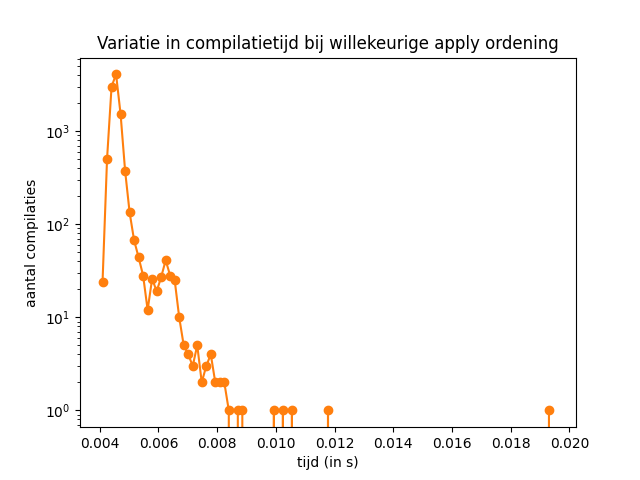 Variatie in compilatietijd bij willekeurige apply ordening
aantal compilaties
10³
10²
10¹
10⁰
0.004 0.006 0.008 0.010 0.012 0.014 0.016 0.018 0.020
tijd (in s)